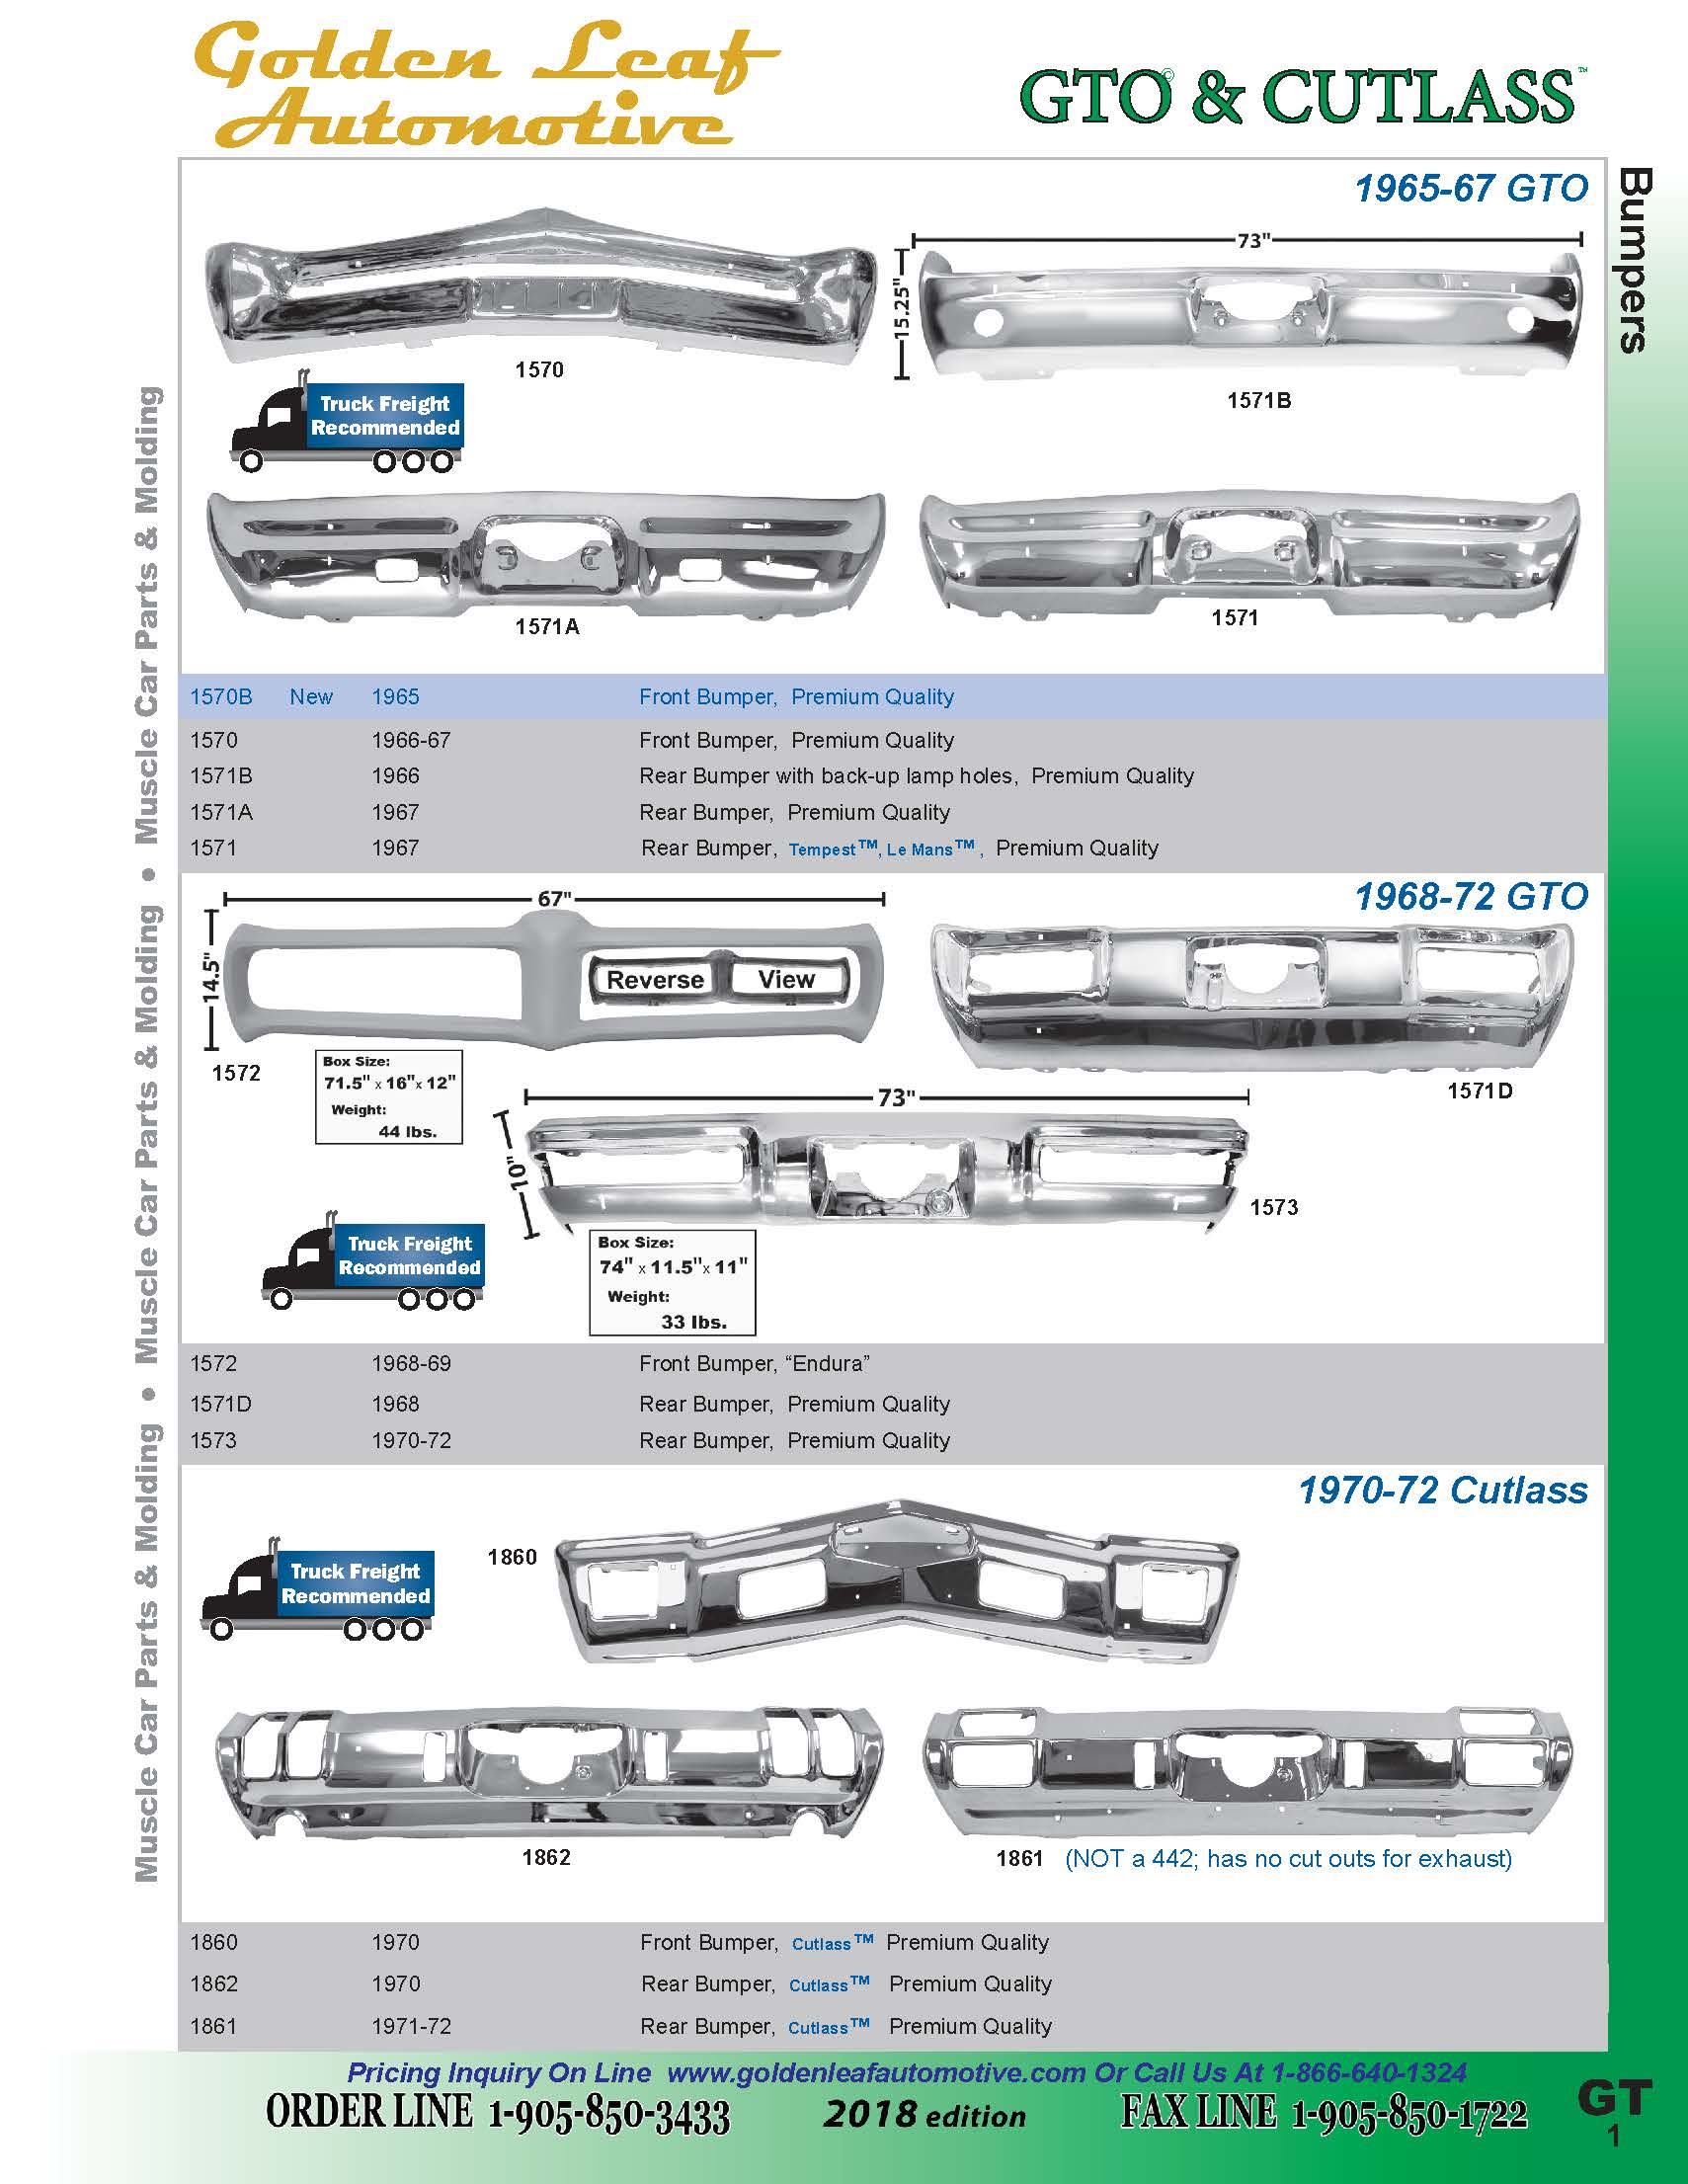 Golden Leaf
Automotive
GTO© & CUTLASS™
Bumpers
Muscle Car Parts & Molding • Muscle Car Parts & Molding • Muscle Car Parts & Molding
1965-67 GTO
73"
15.25"
1570
1571B
Truck Freight
Recommended
1571A
1571
1570B New 1965 Front Bumper, Premium Quality
1570 1966-67 Front Bumper, Premium Quality
1571B 1966 Rear Bumper with back-up lamp holes, Premium Quality
1571A 1967 Rear Bumper, Premium Quality
1571 1967 Rear Bumper, Tempest™, Le Mans™ , Premium Quality
1968-72 GTO
67"
14.5"
Reverse View
1572
Box Size:
71.5" x 16"x 12"
Weight:
44 lbs.
1571D
73"
10"
1573
Truck Freight
Recommended
Box Size:
74" x 11.5"x 11"
Weight:
33 lbs.
1572 1968-69 Front Bumper, “Endura”
1571D 1968 Rear Bumper, Premium Quality
1573 1970-72 Rear Bumper, Premium Quality
1970-72 Cutlass
1860
Truck Freight
Recommended
1862
1861 (NOT a 442; has no cut outs for exhaust)
1860 1970 Front Bumper, Cutlass™ Premium Quality
1862 1970 Rear Bumper, Cutlass™ Premium Quality
1861 1971-72 Rear Bumper, Cutlass™ Premium Quality
Pricing Inquiry On Line www.goldenleafautomotive.com Or Call Us At 1-866-640-1324
ORDER LINE 1-905-850-3433 2018 edition FAX LINE 1-905-850-1722
GT
1